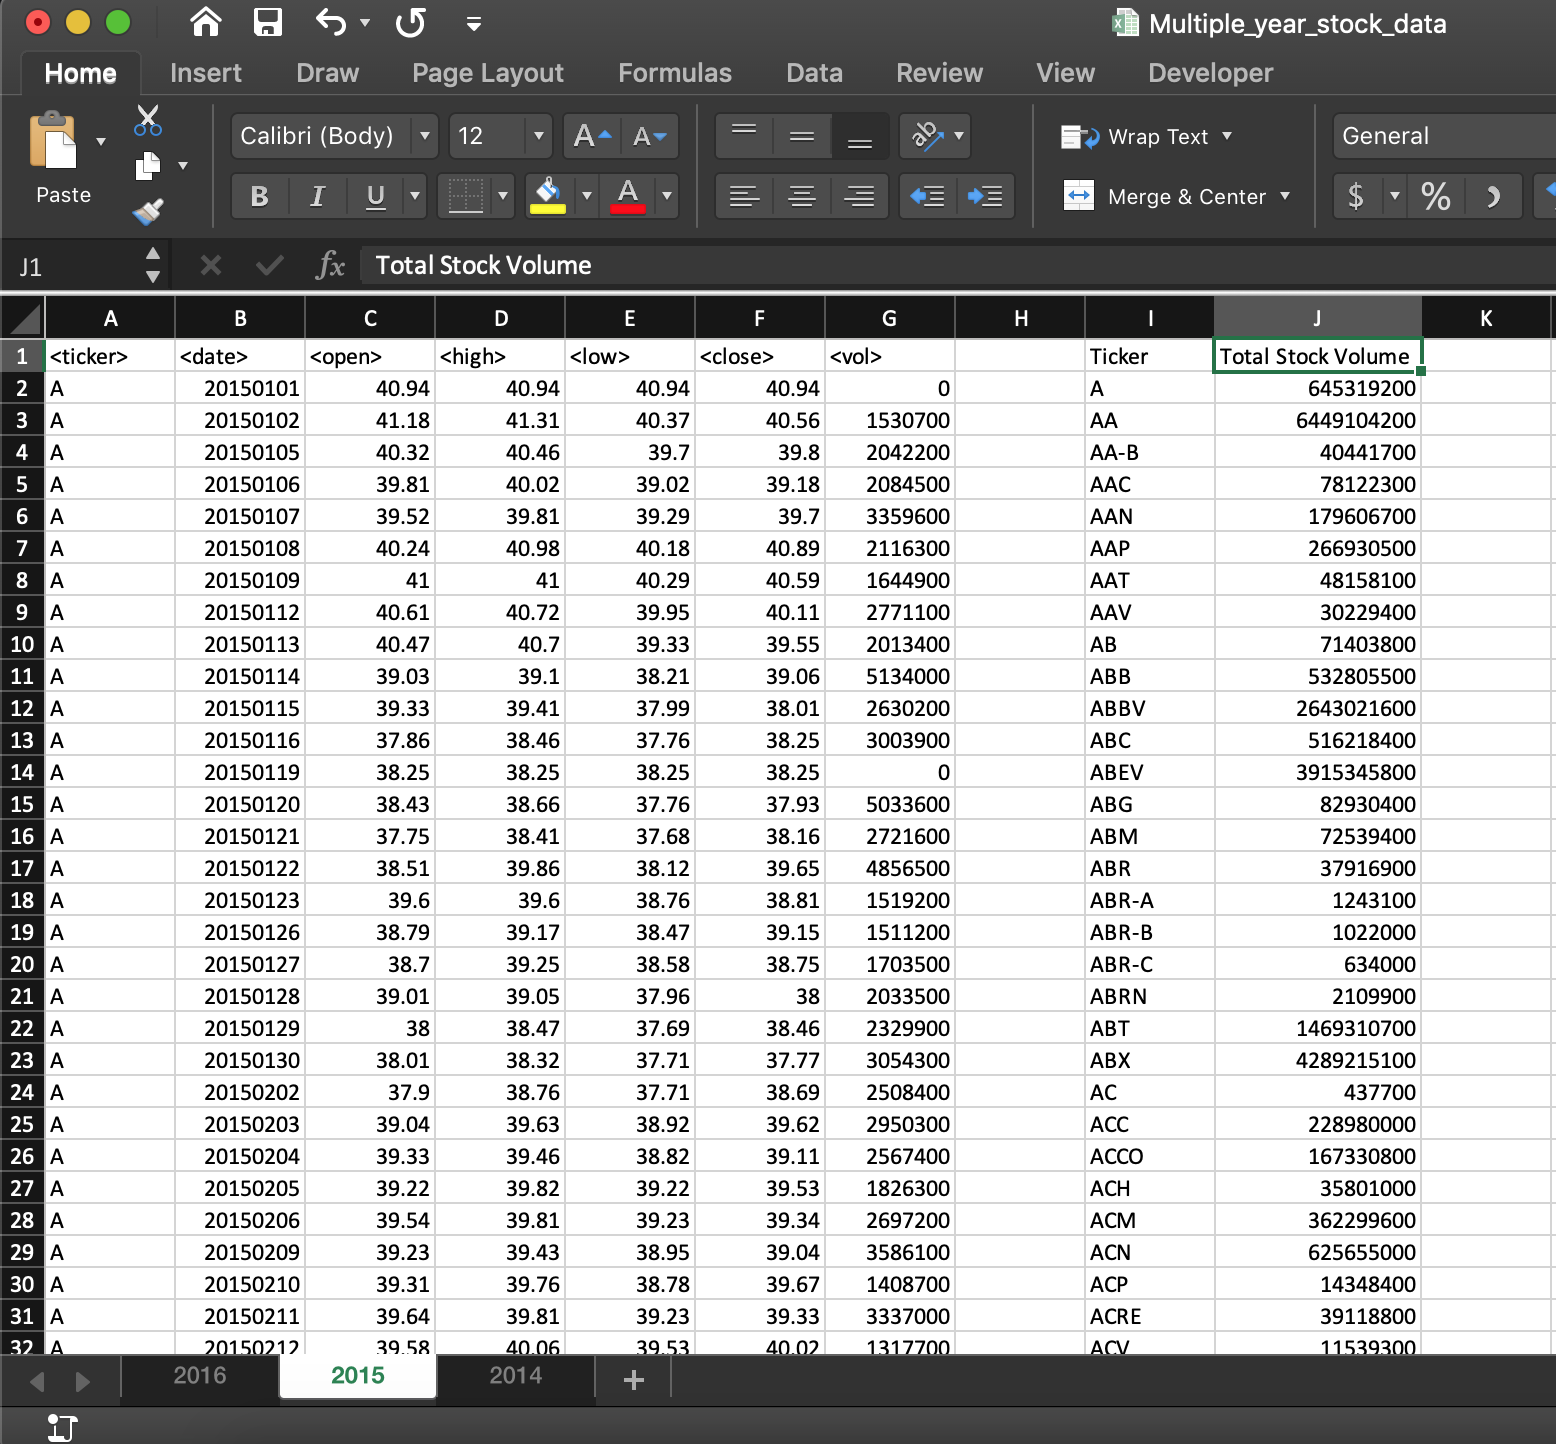 Multiple_year_stock_data
Home Insert Draw Page Layout Formulas Data Review View Developer
Calibri (Body) 12 A A ab Wrap Text General
Paste B I U A Merge & Center $ %
J1 fx Total Stock Volume
A B C D E F G H I J K
1 <ticker> <date> <open> <high> <low> <close> <vol> Ticker Total Stock Volume
2 A 20150101 40.94 40.94 40.94 40.94 0 A 645319200
3 A 20150102 41.18 41.31 40.37 40.56 1530700 AA 6449104200
4 A 20150105 40.32 40.46 39.7 39.8 2042200 AA-B 40441700
5 A 20150106 39.81 40.02 39.02 39.18 2084500 AAC 78122300
6 A 20150107 39.52 39.81 39.29 39.7 3359600 AAN 179606700
7 A 20150108 40.24 40.98 40.18 40.89 2116300 AAP 266930500
8 A 20150109 41 41 40.29 40.59 1644900 AAT 48158100
9 A 20150112 40.61 40.72 39.95 40.11 2771100 AAV 30229400
10 A 20150113 40.47 40.7 39.33 39.55 2013400 AB 71403800
11 A 20150114 39.03 39.1 38.21 39.06 5134000 ABB 532805500
12 A 20150115 39.33 39.41 37.99 38.01 2630200 ABBV 2643021600
13 A 20150116 37.86 38.46 37.76 38.25 3003900 ABC 516218400
14 A 20150119 38.25 38.25 38.25 38.25 0 ABEV 3915345800
15 A 20150120 38.43 38.66 37.76 37.93 5033600 ABG 82930400
16 A 20150121 37.75 38.41 37.68 38.16 2721600 ABM 72539400
17 A 20150122 38.51 39.86 38.12 39.65 4856500 ABR 37916900
18 A 20150123 39.6 39.6 38.76 38.81 1519200 ABR-A 1243100
19 A 20150126 38.79 39.17 38.47 39.15 1511200 ABR-B 1022000
20 A 20150127 38.7 39.25 38.58 38.75 1703500 ABR-C 634000
21 A 20150128 39.01 39.05 37.96 38 2033500 ABRN 2109900
22 A 20150129 38 38.47 37.69 38.46 2329900 ABT 1469310700
23 A 20150130 38.01 38.32 37.71 37.77 3054300 ABX 4289215100
24 A 20150202 37.9 38.76 37.71 38.69 2508400 AC 437700
25 A 20150203 39.04 39.63 38.92 39.62 2950300 ACC 228980000
26 A 20150204 39.33 39.46 38.82 39.11 2567400 ACCO 167330800
27 A 20150205 39.22 39.82 39.22 39.53 1826300 ACH 35801000
28 A 20150206 39.54 39.81 39.23 39.34 2697200 ACM 362299600
29 A 20150209 39.23 39.43 38.95 39.04 3586100 ACN 625655000
30 A 20150210 39.31 39.76 38.78 39.67 1408700 ACP 14348400
31 A 20150211 39.64 39.81 39.23 39.33 3337000 ACRE 39118800
32 A 20150212 39.58 40.06 39.53 40.02 1317700 ACV 11539300
2016 2015 2014 +